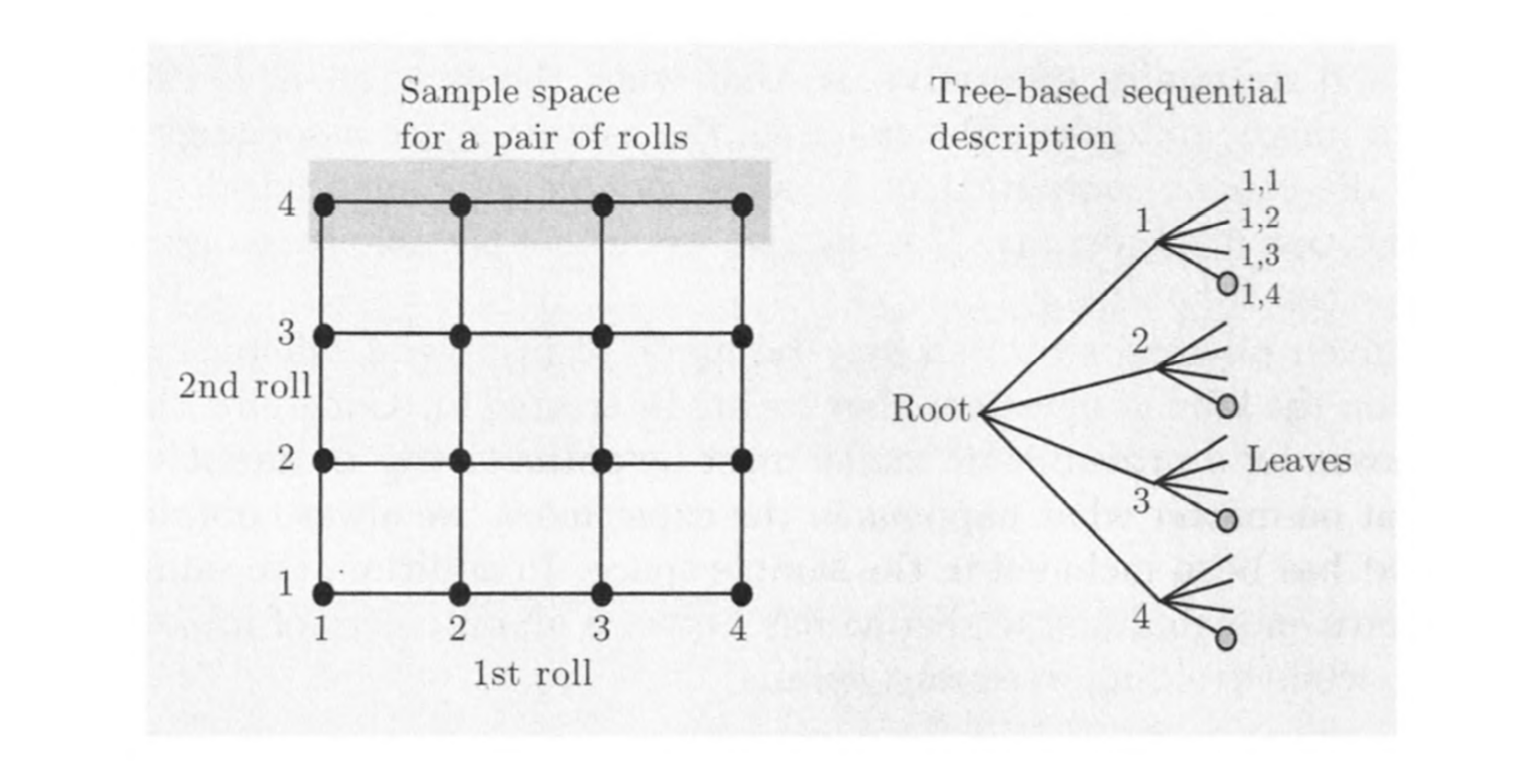 Sample space
for a pair of rolls
4
3
2nd roll
2
1
1
2
3
4
1st roll
Tree-based sequential
description
1
1,1
1,2
1,3
1,4
2
Root
Leaves
3
4